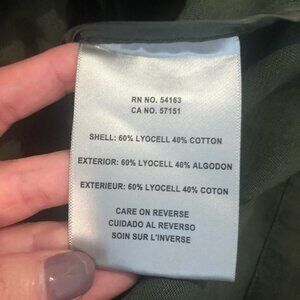 RN NO. 54163
CA NO. 57151
SHELL: 60% LYOCELL 40% COTTON
EXTERIOR: 60% LYOCELL 40% ALGODON
EXTERIEUR: 60% LYOCELL 40% COTON
CARE ON REVERSE
CUIDADO AL REVERSO
SOIN SUR L'INVERSE